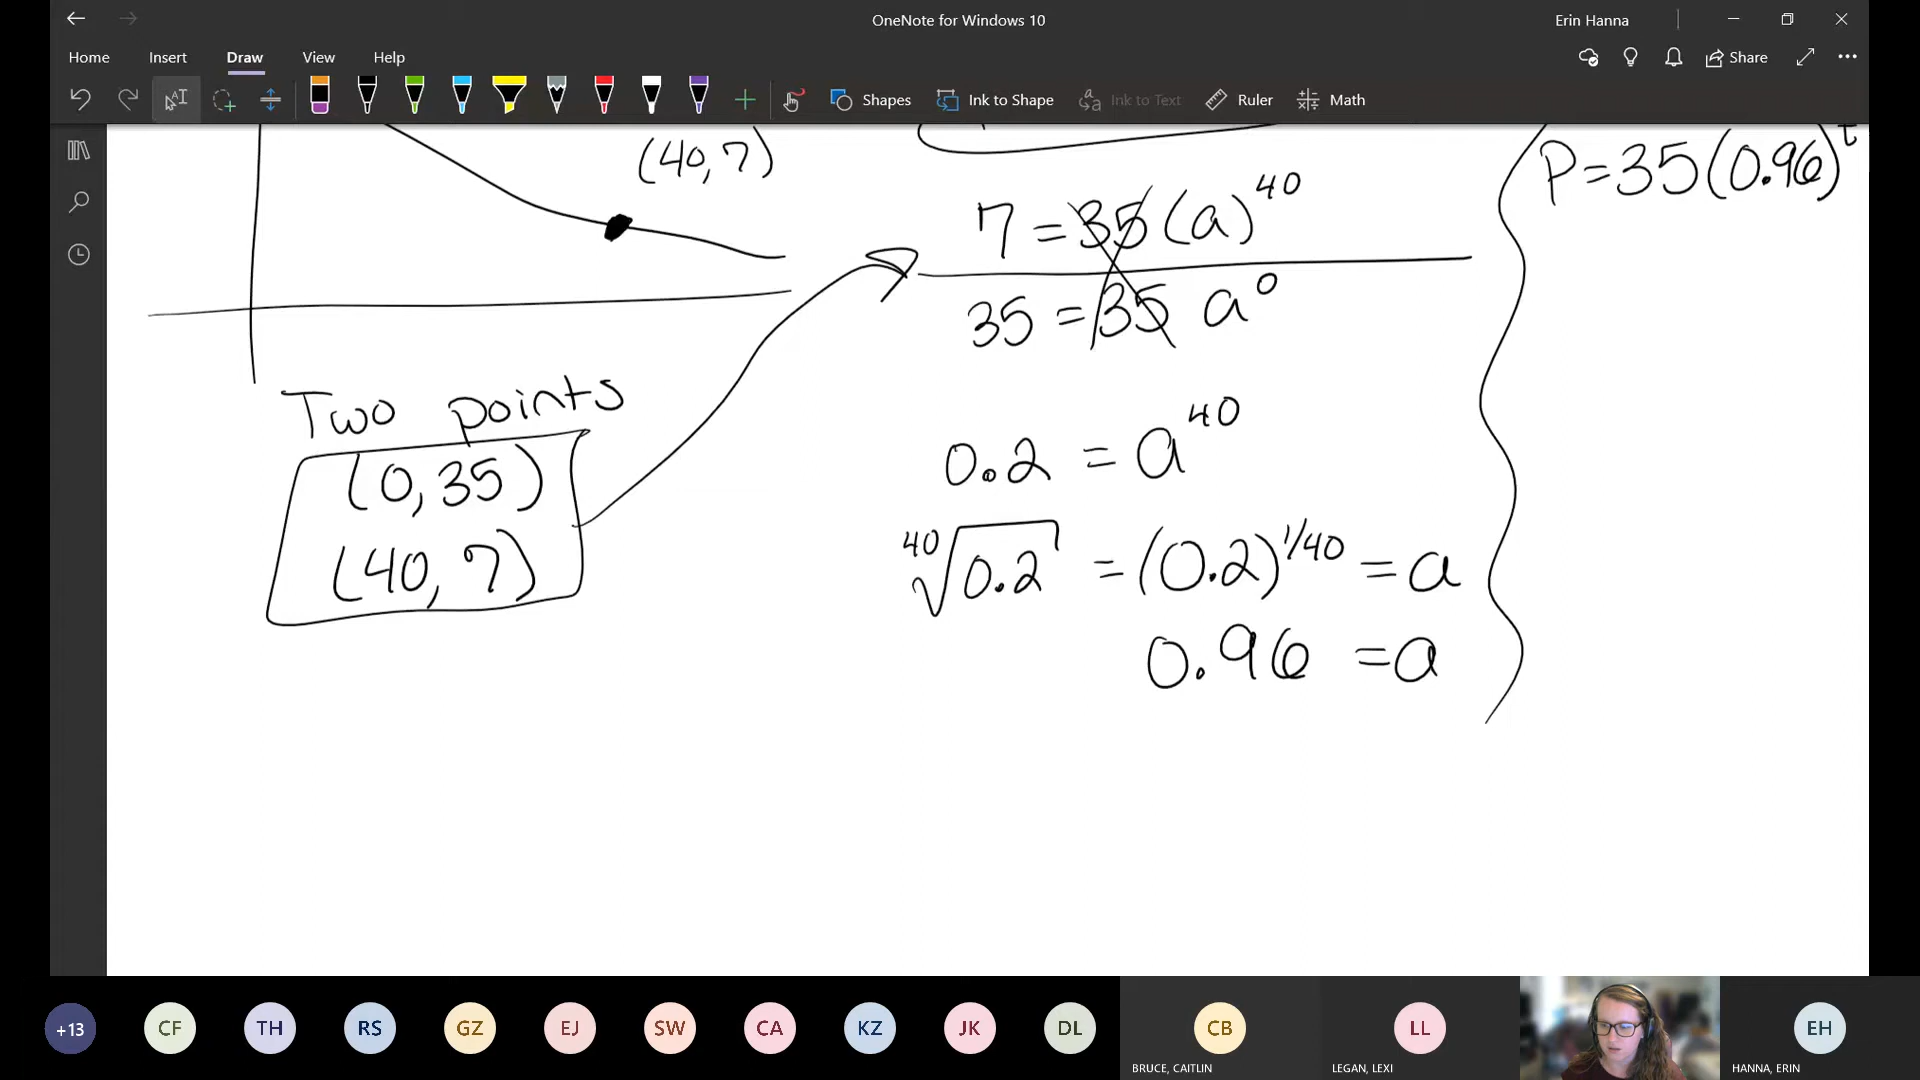 OneNote for Windows 10
Erin Hanna
Home Insert Draw View Help
Share
Shapes
Ink to Shape
Ink to Text
Ruler
Math
(40,7)
7 = 35 (a)^40
35 = 35 a^0
0.2 = a^40
40√0.2 = (0.2)^1/40 = a
0.96 = a
Two points
(0,35)
(40,7)
P=35(0.96)^t
+13 CF TH RS GZ EJ SW CA KZ JK DL CB LL EH
BRUCE, CAITLIN
LEGAN, LEXI
HANNA, ERIN